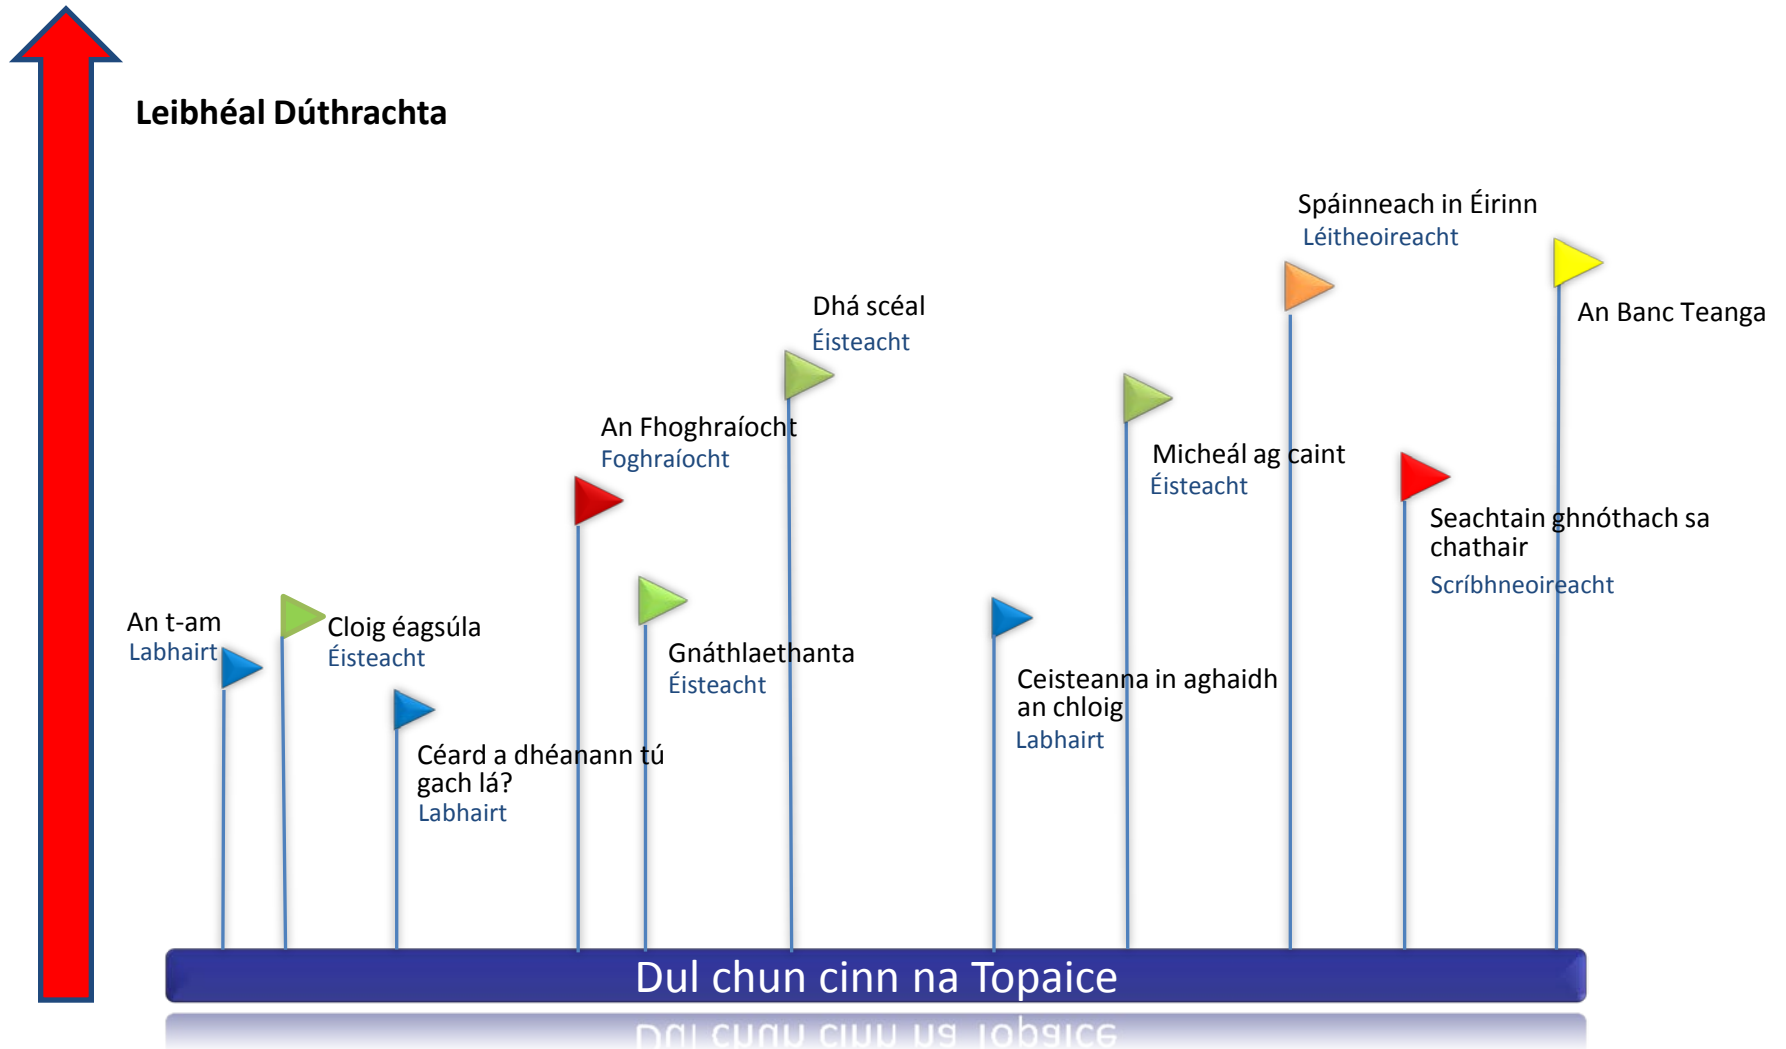 Leibhéal Dúthrachta
An t-am
Labhairt
Cloig éagsúla
Éisteacht
Céard a dhéanann tú
gach lá?
Labhairt
An Fhoghraíocht
Foghraíocht
Gnáthlaethanta
Éisteacht
Dhá scéal
Éisteacht
Ceisteanna in aghaidh
an chloig
Labhairt
Micheál ag caint
Éisteacht
Spáinneach in Éirinn
Léitheoireacht
Seachtain ghnóthach sa
chathair
Scríbhneoireacht
An Banc Teanga
Dul chun cinn na Topaice